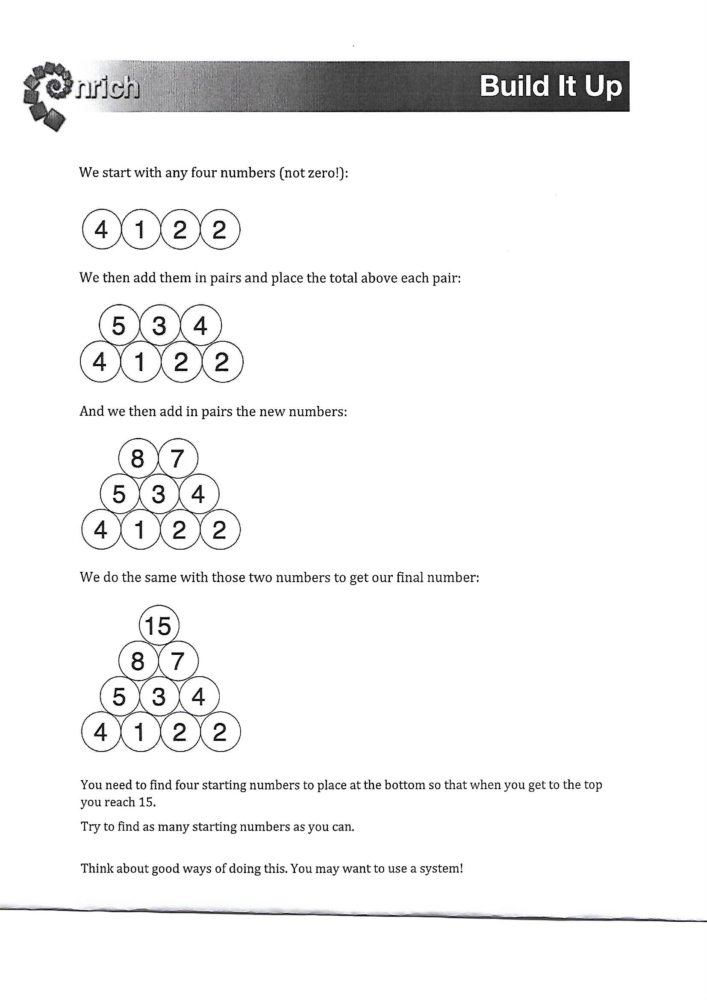 nrich
Build It Up
We start with any four numbers (not zero!):
4 1 2 2
We then add them in pairs and place the total above each pair:
5 3 4
4 1 2 2
And we then add in pairs the new numbers:
8 7
5 3 4
4 1 2 2
We do the same with those two numbers to get our final number:
15
8 7
5 3 4
4 1 2 2
You need to find four starting numbers to place at the bottom so that when you get to the top
you reach 15.
Try to find as many starting numbers as you can.
Think about good ways of doing this. You may want to use a system!